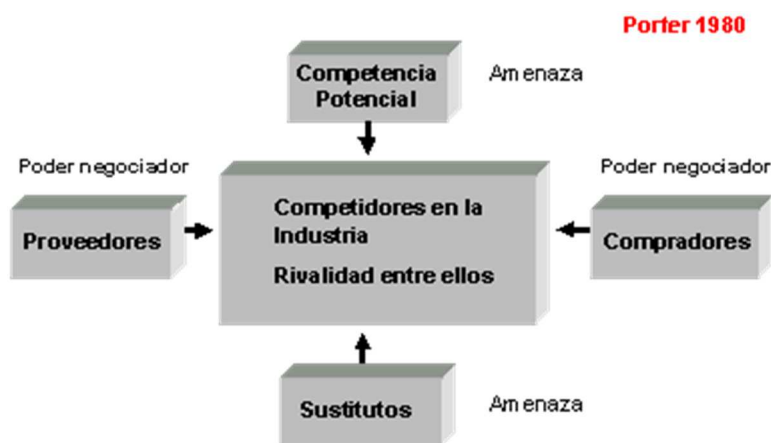 Porter 1980
Competencia
Potencial
Amenaza
Poder negociador
Poder negociador
Proveedores
Competidores en la
Industria
Rivalidad entre ellos
Compradores
Sustitutos
Amenaza